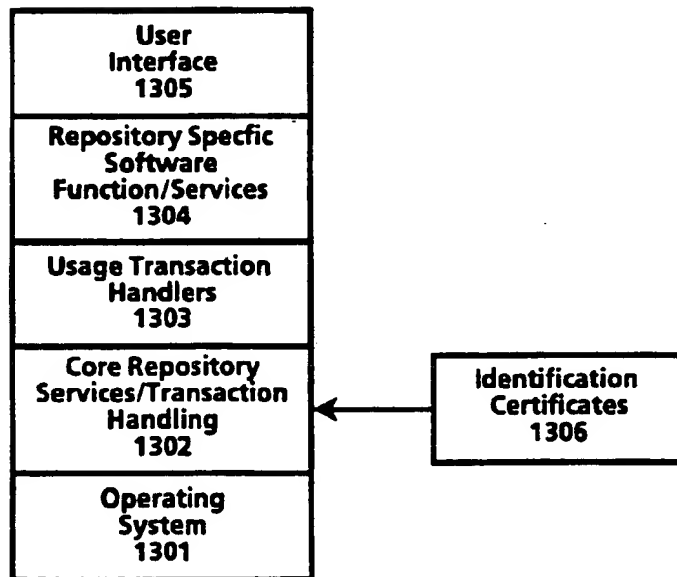 User
Interface
1305
Repository Specfic
Software
Function/Services
1304
Usage Transaction
Handlers
1303
Core Repository
Services/Transaction
Handling
1302
Identification
Certificates
1306
Operating
System
1301